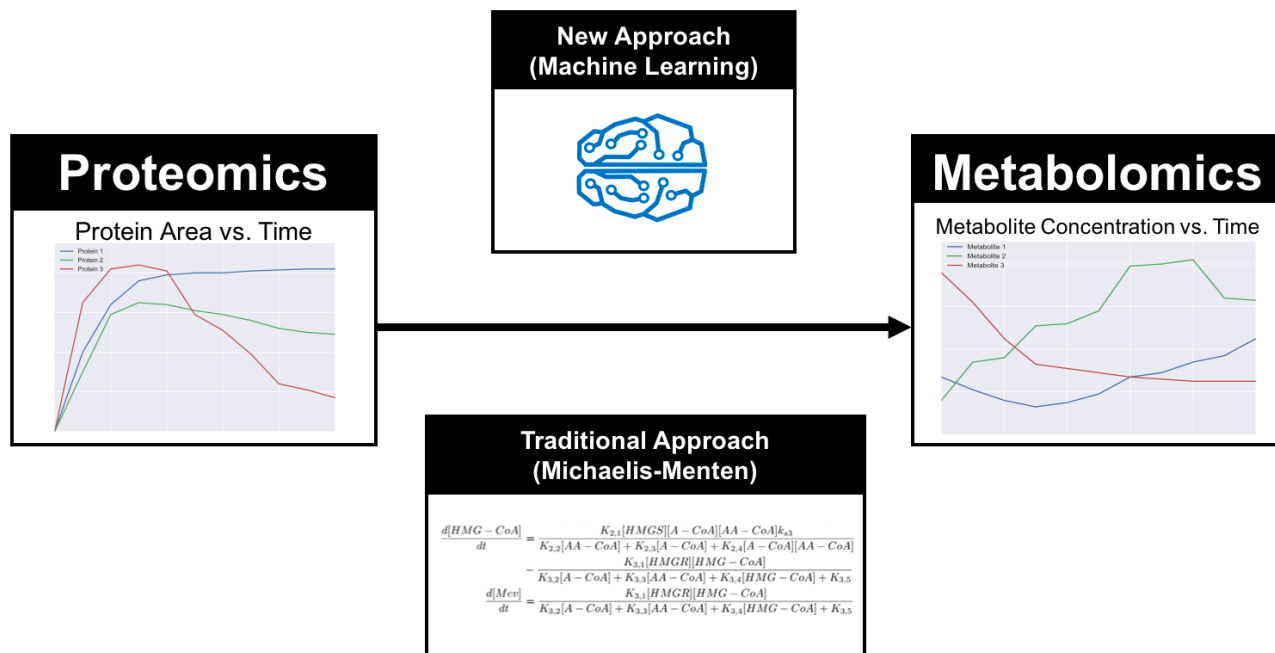 New Approach
(Machine Learning)
Proteomics
Protein Area vs. Time
Protein 1
Protein 2
Protein 3
Metabolomics
Metabolite Concentration vs. Time
Metabolite 1
Metabolite 2
Metabolite 3
Traditional Approach
(Michaelis-Menten)
d[HMG − CoA]/dt = K2,1[HMGS][A − CoA][AA − CoA]ks3 / K2,2[AA − CoA] + K2,3[A − CoA] + K2,4[A − CoA][AA − CoA]
− K3,1[HMGR][HMG − CoA] / K3,2[A − CoA] + K3,3[AA − CoA] + K3,4[HMG − CoA] + K3,5
d[Mev]/dt = K3,1[HMGR][HMG − CoA] / K3,2[A − CoA] + K3,3[AA − CoA] + K3,4[HMG − CoA] + K3,5